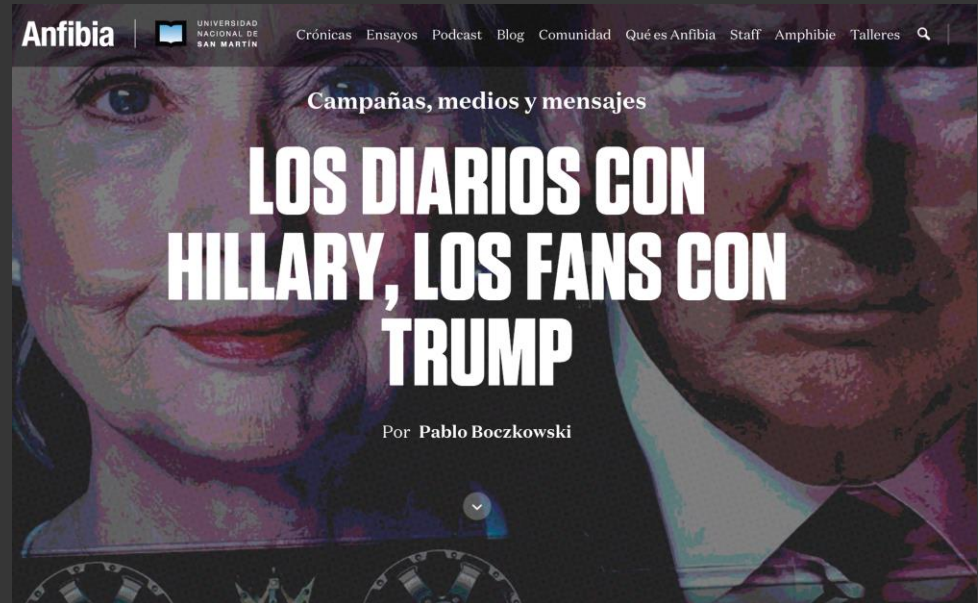 Anfibia
UNIVERSIDAD
NACIONAL DE
SAN MARTÍN
Crónicas Ensayos Podcast Blog Comunidad Qué es Anfibia Staff Amphibie Talleres
Campañas, medios y mensajes
LOS DIARIOS CON
HILLARY, LOS FANS CON
TRUMP
Por Pablo Boczkowski